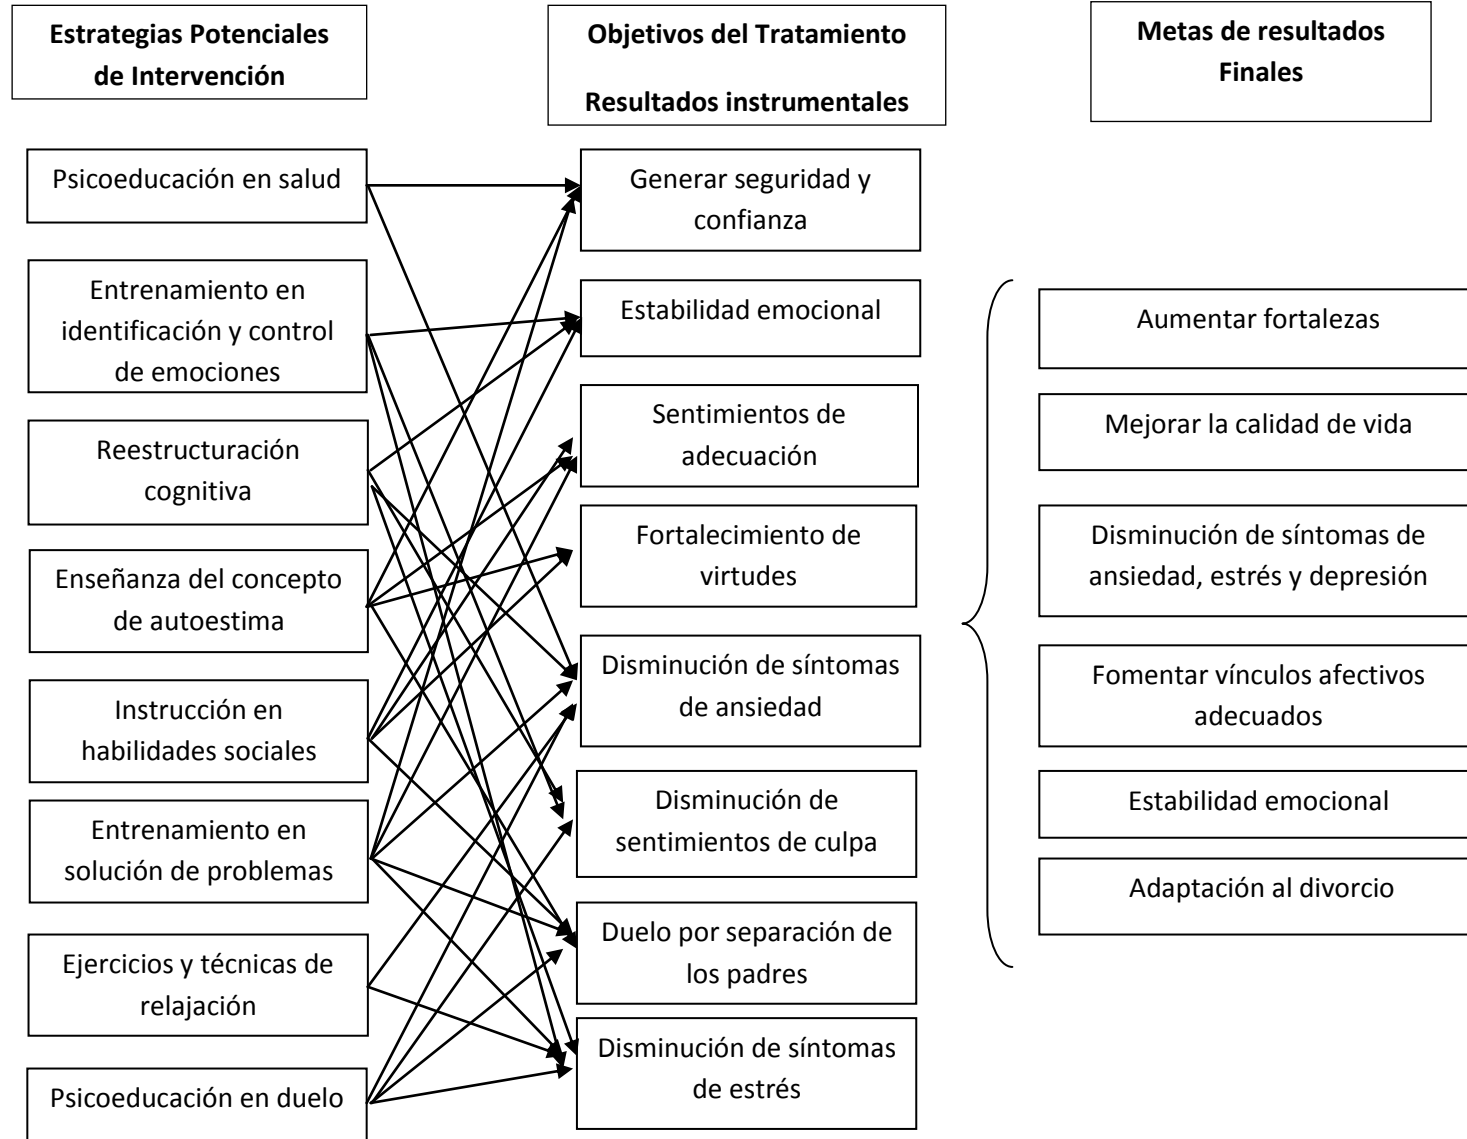 Estrategias Potenciales
de Intervención
Objetivos del Tratamiento
Resultados instrumentales
Metas de resultados
Finales
Psicoeducación en salud
Entrenamiento en
identificación y control
de emociones
Reestructuración
cognitiva
Enseñanza del concepto
de autoestima
Instrucción en
habilidades sociales
Entrenamiento en
solución de problemas
Ejercicios y técnicas de
relajación
Psicoeducación en duelo
Generar seguridad y
confianza
Estabilidad emocional
Sentimientos de
adecuación
Fortalecimiento de
virtudes
Disminución de síntomas
de ansiedad
Disminución de
sentimientos de culpa
Duelo por separación de
los padres
Disminución de síntomas
de estrés
Aumentar fortalezas
Mejorar la calidad de vida
Disminución de síntomas de
ansiedad, estrés y depresión
Fomentar vínculos afectivos
adecuados
Estabilidad emocional
Adaptación al divorcio